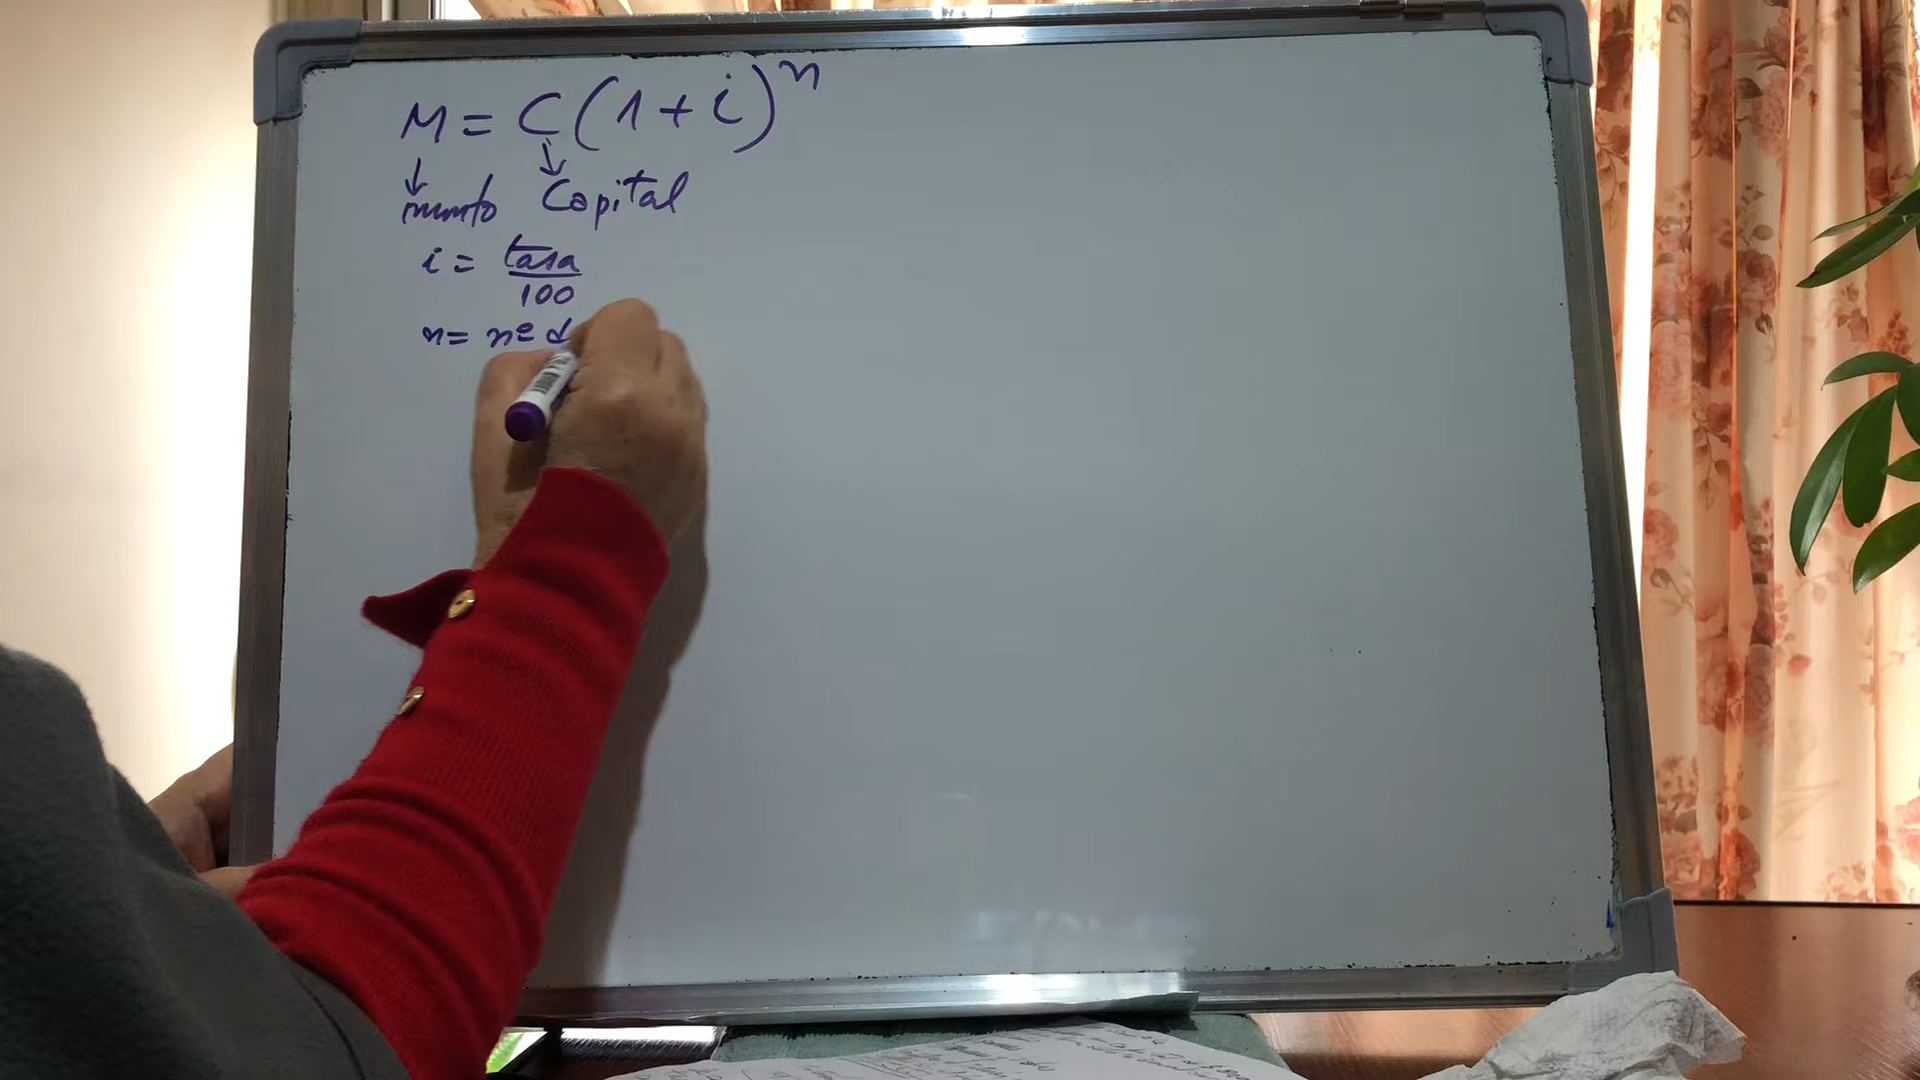 M = C (1 + i)^n
↓ ↓
monto Capital
i = tasa
100
n = nº d